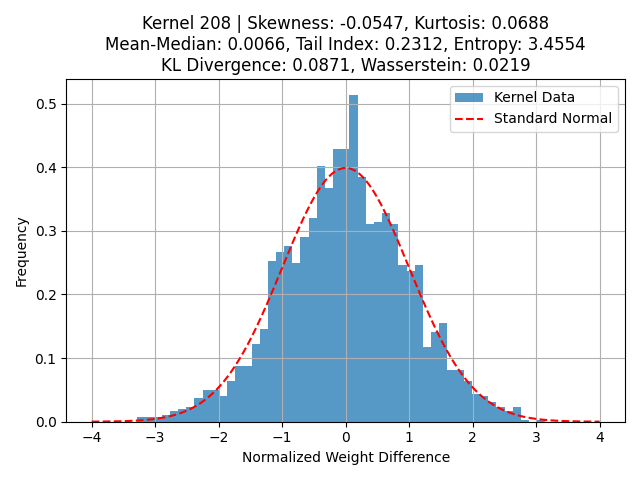 Kernel 208 | Skewness: -0.0547, Kurtosis: 0.0688
Mean-Median: 0.0066, Tail Index: 0.2312, Entropy: 3.4554
KL Divergence: 0.0871, Wasserstein: 0.0219
Kernel Data
Standard Normal
Frequency
0.5
0.4
0.3
0.2
0.1
0.0
−4
−3
−2
−1
0
1
2
3
4
Normalized Weight Difference